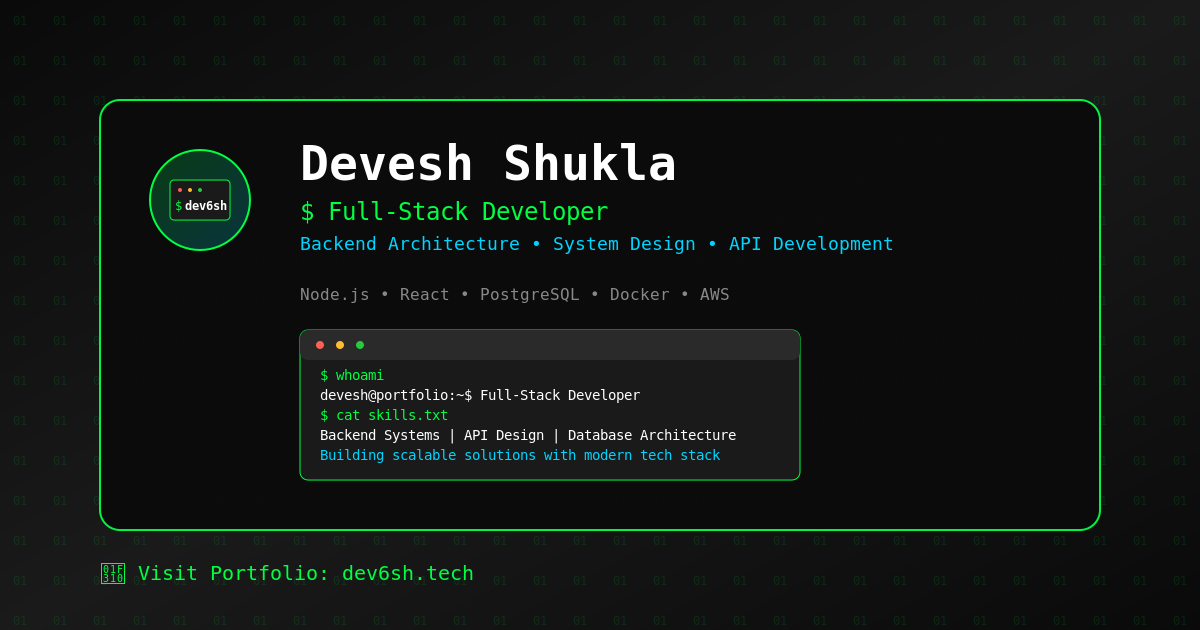 Devesh Shukla
$ dev6sh
$ Full-Stack Developer
Backend Architecture • System Design • API Development
Node.js • React • PostgreSQL • Docker • AWS
$ whoami
devesh@portfolio:~$ Full-Stack Developer
$ cat skills.txt
Backend Systems | API Design | Database Architecture
Building scalable solutions with modern tech stack
01F310 Visit Portfolio: dev6sh.tech